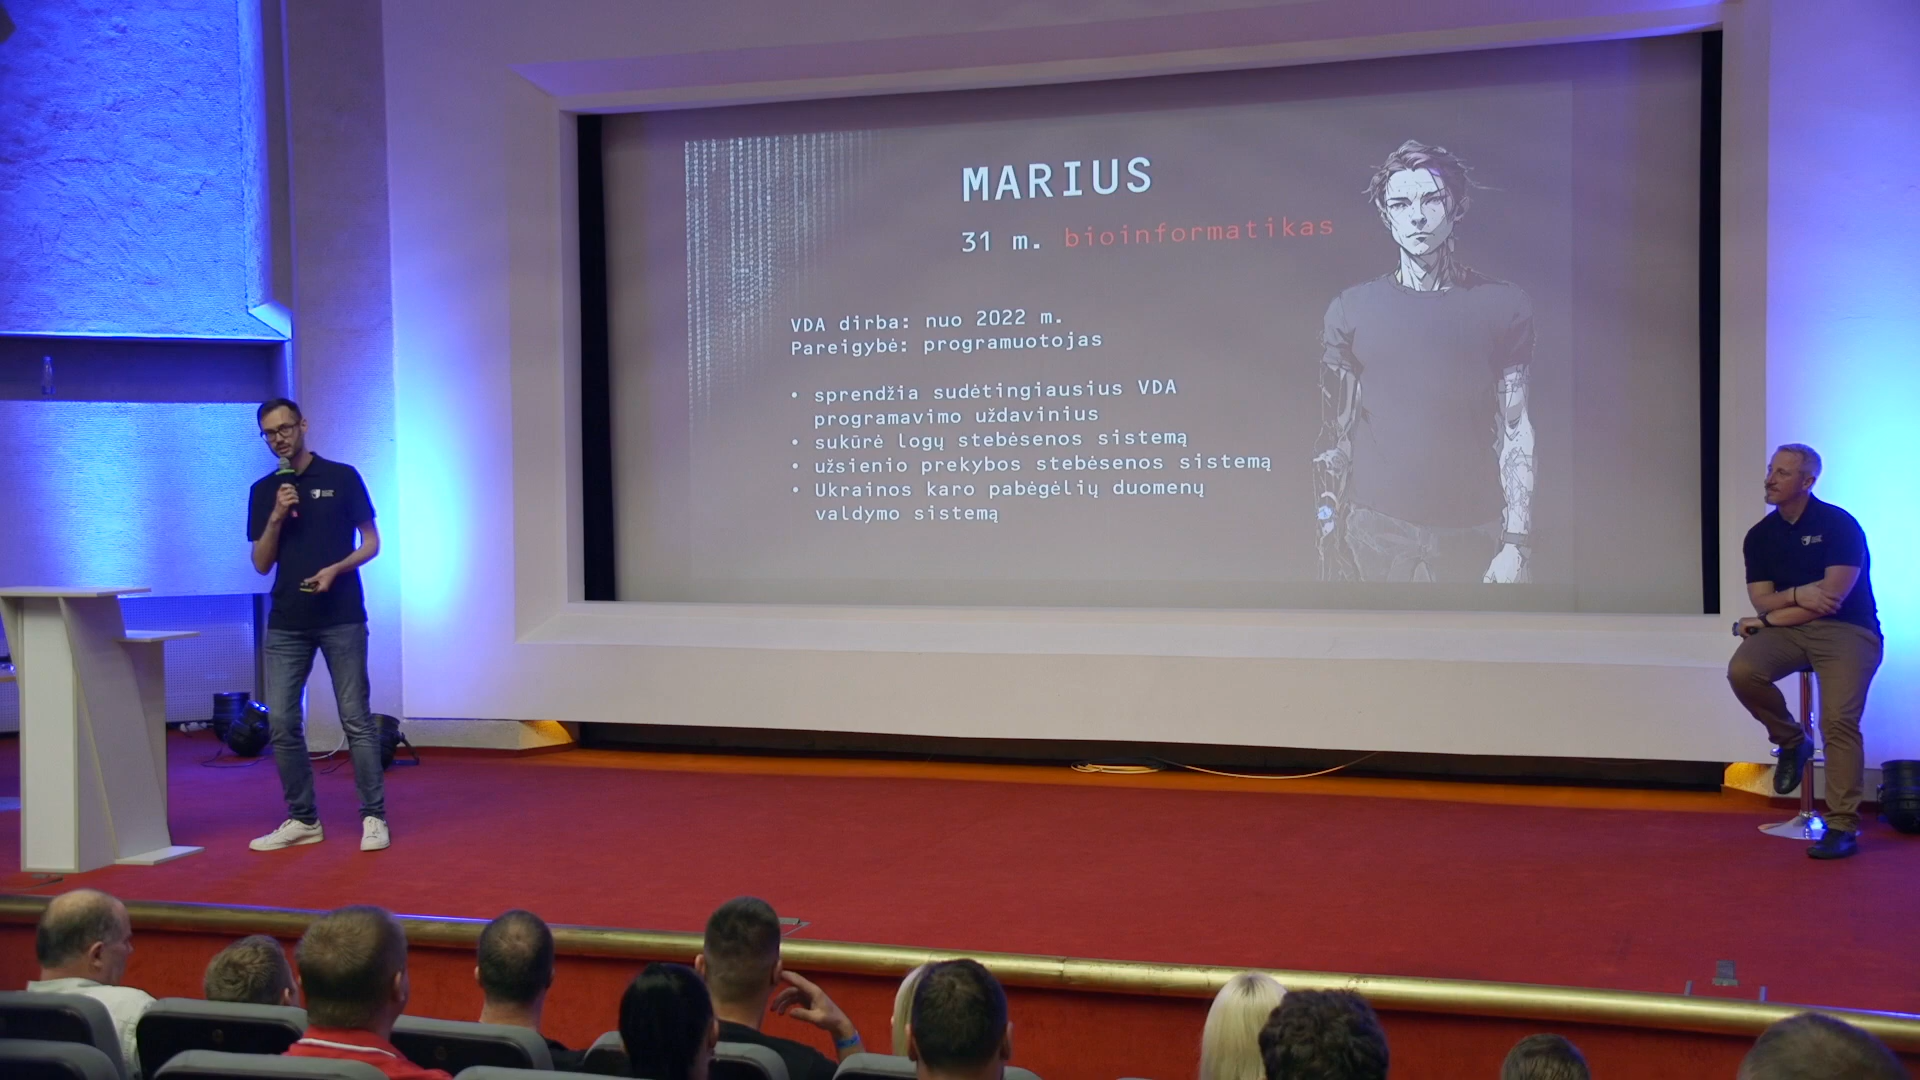 MARIUS
31 m. bioinformatikas
VDA dirba: nuo 2022 m.
Pareigybė: programuotojas
• sprendžia sudėtingiausius VDA
programavimo uždavinius
• sukūrė logų stebėsenos sistemą
• užsienio prekybos stebėsenos sistemą
• Ukrainos karo pabėgėlių duomenų
valdymo sistemą